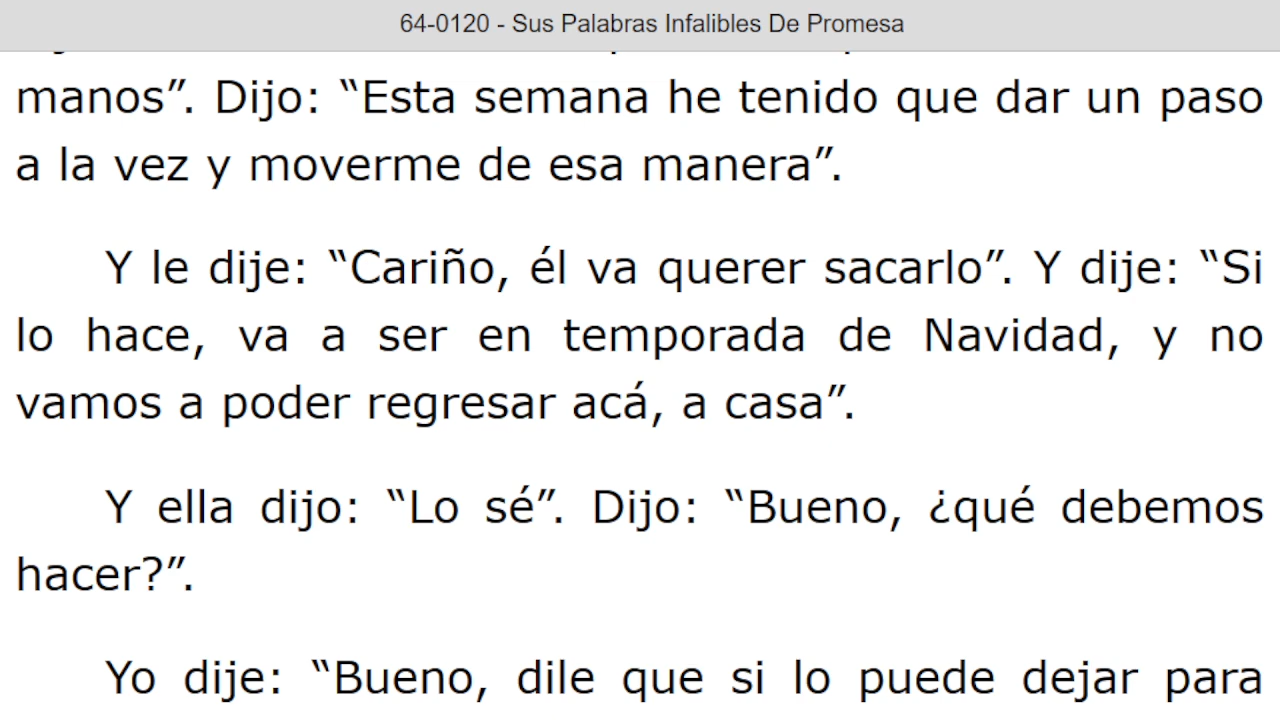 64-0120 - Sus Palabras Infalibles De Promesa
manos”. Dijo: “Esta semana he tenido que dar un paso
a la vez y moverme de esa manera”.
Y le dije: “Cariño, él va querer sacarlo”. Y dije: “Si
lo hace, va a ser en temporada de Navidad, y no
vamos a poder regresar acá, a casa”.
Y ella dijo: “Lo sé”. Dijo: “Bueno, ¿qué debemos
hacer?”.
Yo dije: “Bueno, dile que si lo puede dejar para